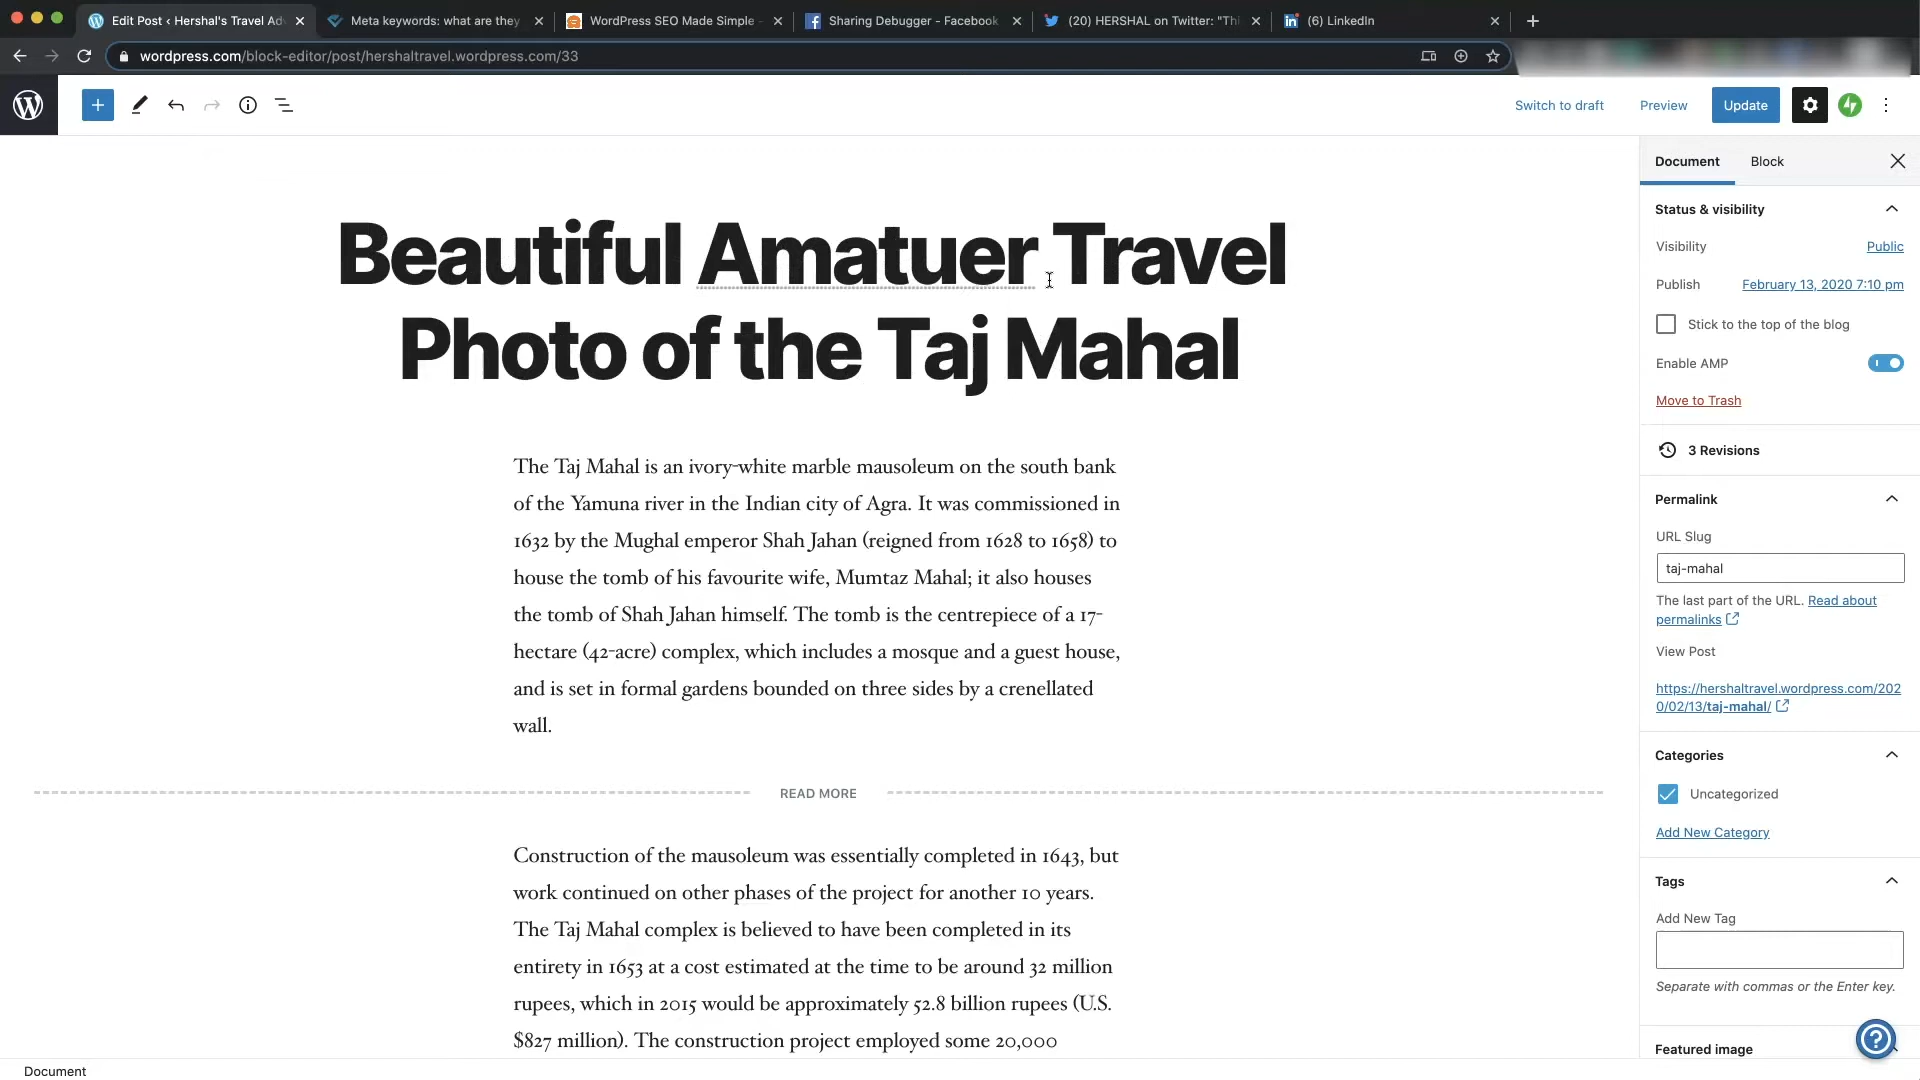 Edit Post ‹ Hershal's Travel Adv
Meta keywords: what are they
WordPress SEO Made Simple -
Sharing Debugger - Facebook
(20) HERSHAL on Twitter: "Thi
(6) LinkedIn
wordpress.com/block-editor/post/hershaltravel.wordpress.com/33
Switch to draft
Preview
Update
Beautiful Amatuer Travel
Photo of the Taj Mahal
The Taj Mahal is an ivory-white marble mausoleum on the south bank
of the Yamuna river in the Indian city of Agra. It was commissioned in
1632 by the Mughal emperor Shah Jahan (reigned from 1628 to 1658) to
house the tomb of his favourite wife, Mumtaz Mahal; it also houses
the tomb of Shah Jahan himself. The tomb is the centrepiece of a 17-
hectare (42-acre) complex, which includes a mosque and a guest house,
and is set in formal gardens bounded on three sides by a crenellated
wall.
READ MORE
Construction of the mausoleum was essentially completed in 1643, but
work continued on other phases of the project for another 10 years.
The Taj Mahal complex is believed to have been completed in its
entirety in 1653 at a cost estimated at the time to be around 32 million
rupees, which in 2015 would be approximately 52.8 billion rupees (U.S.
$827 million). The construction project employed some 20,000
Document
Block
Status & visibility
Visibility
Public
Publish
February 13, 2020 7:10 pm
Stick to the top of the blog
Enable AMP
Move to Trash
3 Revisions
Permalink
URL Slug
taj-mahal
The last part of the URL. Read about
permalinks
View Post
https://hershaltravel.wordpress.com/202
0/02/13/taj-mahal/
Categories
Uncategorized
Add New Category
Tags
Add New Tag
Separate with commas or the Enter key.
Featured image
Document